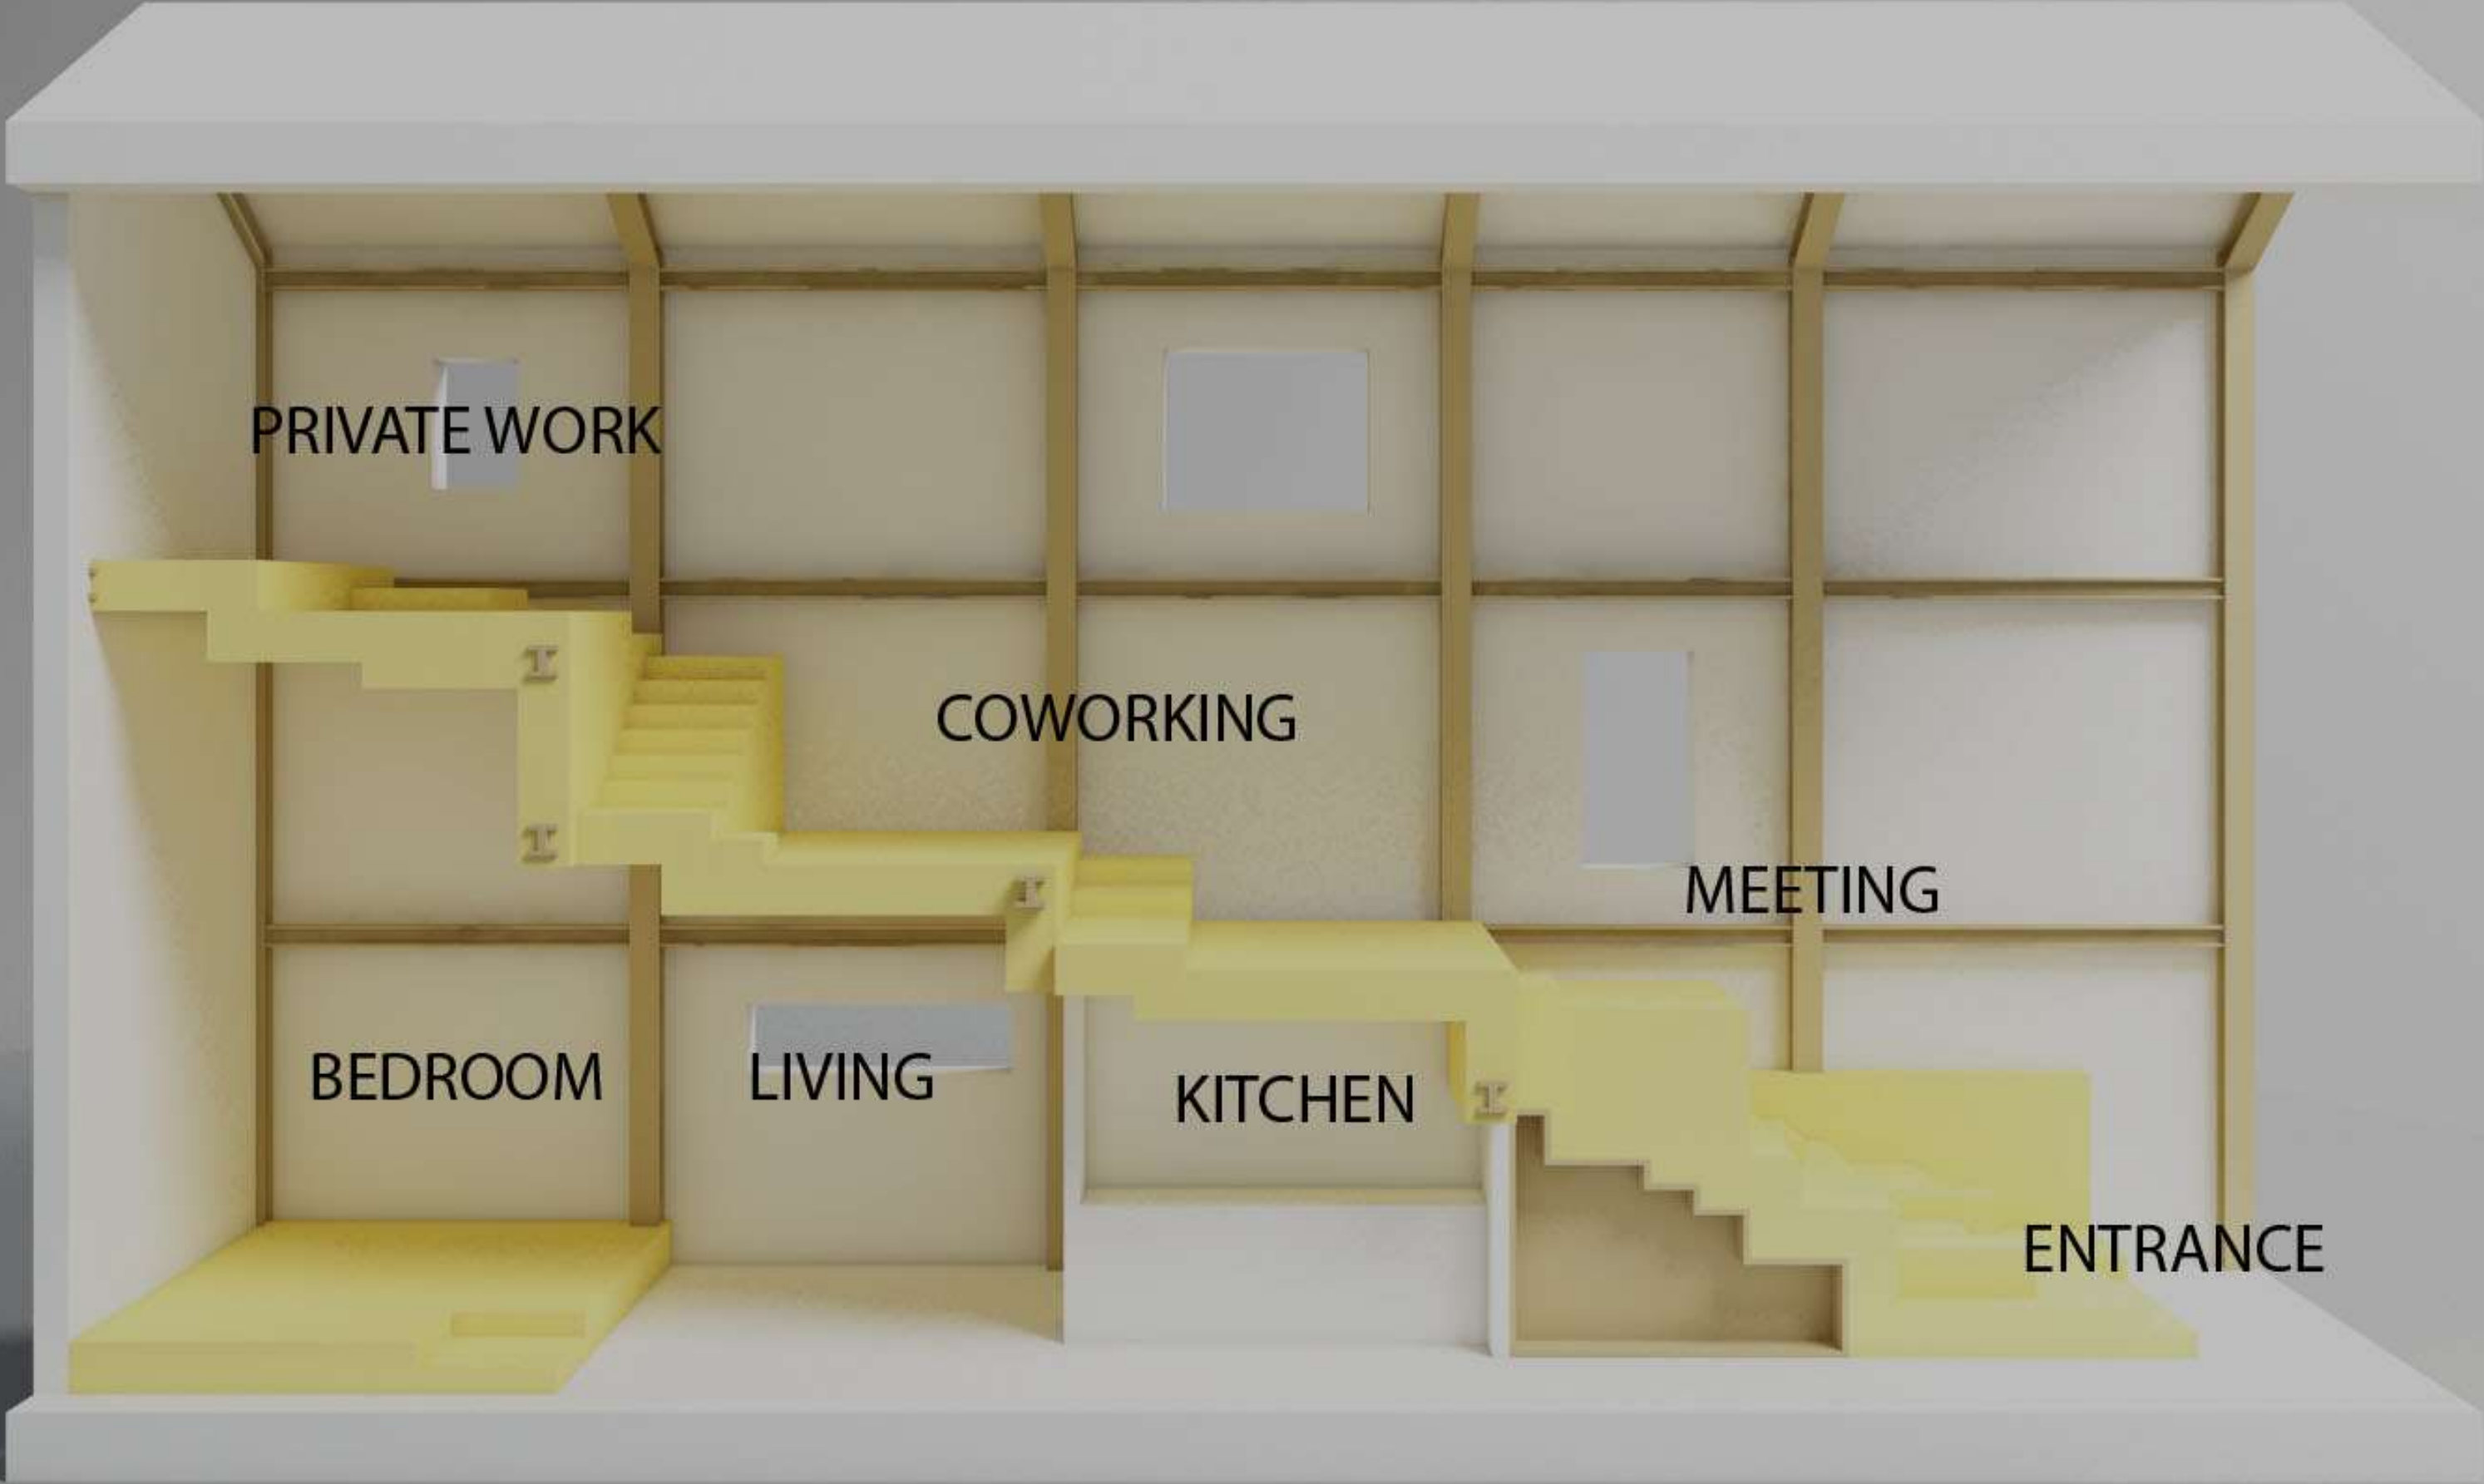 PRIVATE WORK
COWORKING
MEETING
BEDROOM
LIVING
KITCHEN
ENTRANCE